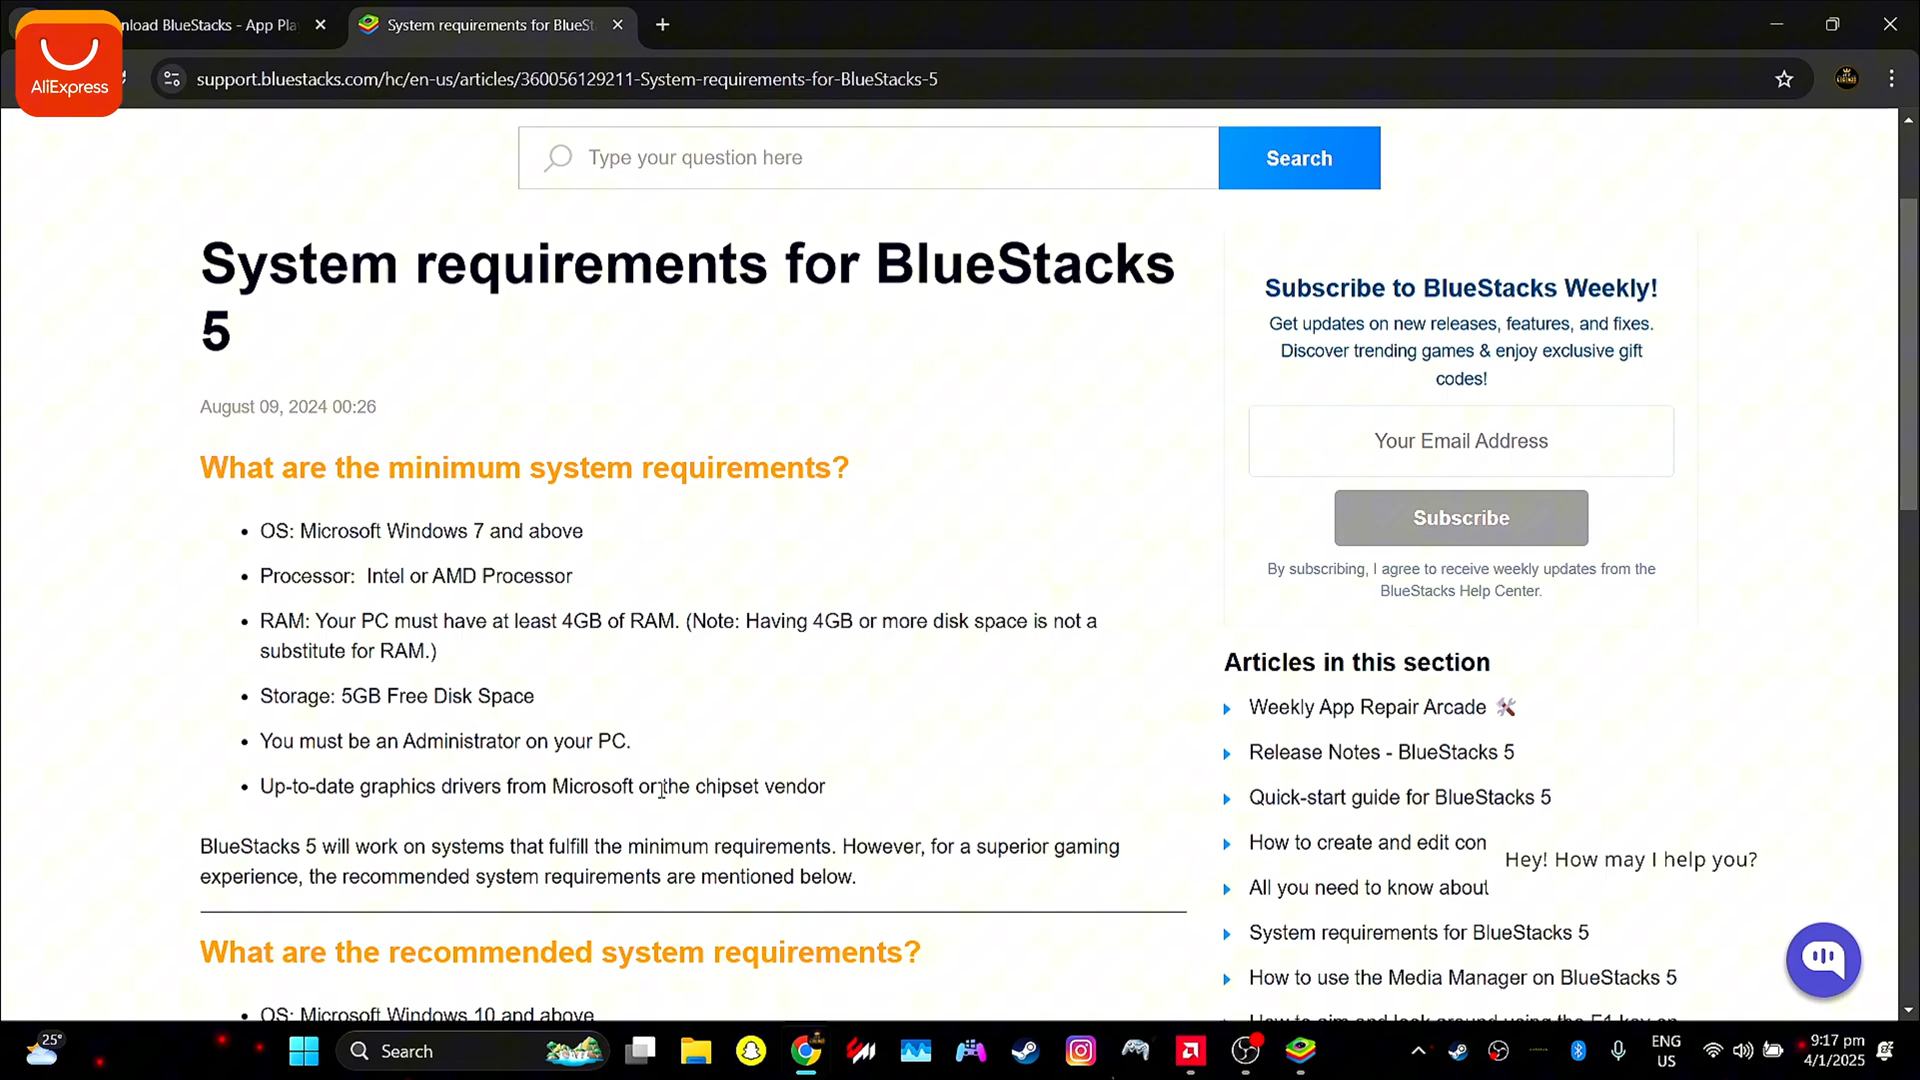 nload BlueStacks - App Pla
System requirements for BlueSt
AliExpress
support.bluestacks.com/hc/en-us/articles/360056129211-System-requirements-for-BlueStacks-5
Type your question here
Search
System requirements for BlueStacks
5
August 09, 2024 00:26
What are the minimum system requirements?
• OS: Microsoft Windows 7 and above
• Processor:  Intel or AMD Processor
• RAM: Your PC must have at least 4GB of RAM. (Note: Having 4GB or more disk space is not a
substitute for RAM.)
• Storage: 5GB Free Disk Space
• You must be an Administrator on your PC.
• Up-to-date graphics drivers from Microsoft or the chipset vendor
BlueStacks 5 will work on systems that fulfill the minimum requirements. However, for a superior gaming
experience, the recommended system requirements are mentioned below.
What are the recommended system requirements?
• OS: Microsoft Windows 10 and above
Subscribe to BlueStacks Weekly!
Get updates on new releases, features, and fixes.
Discover trending games & enjoy exclusive gift
codes!
Your Email Address
Subscribe
By subscribing, I agree to receive weekly updates from the
BlueStacks Help Center.
Articles in this section
Weekly App Repair Arcade
Release Notes - BlueStacks 5
Quick-start guide for BlueStacks 5
How to create and edit con
All you need to know about
System requirements for BlueStacks 5
How to use the Media Manager on BlueStacks 5
How to aim and look around using the F1 key on
Hey! How may I help you?
25°
Search
ENG
US
9:17 pm
4/1/2025